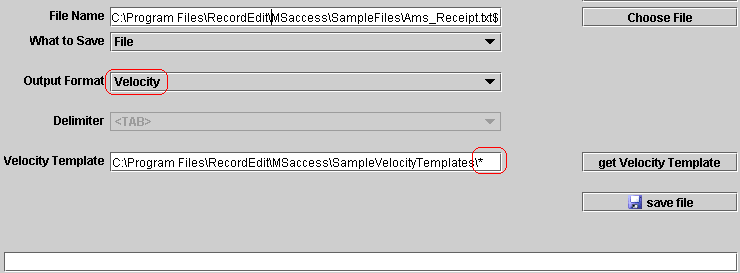 File Name C:\Program Files\RecordEdit\MSaccess\SampleFiles\Ams_Receipt.txt$ Choose File
What to Save File
Output Format Velocity
Delimiter <TAB>
Velocity Template C:\Program Files\RecordEdit\MSaccess\SampleVelocityTemplates\* get Velocity Template
save file